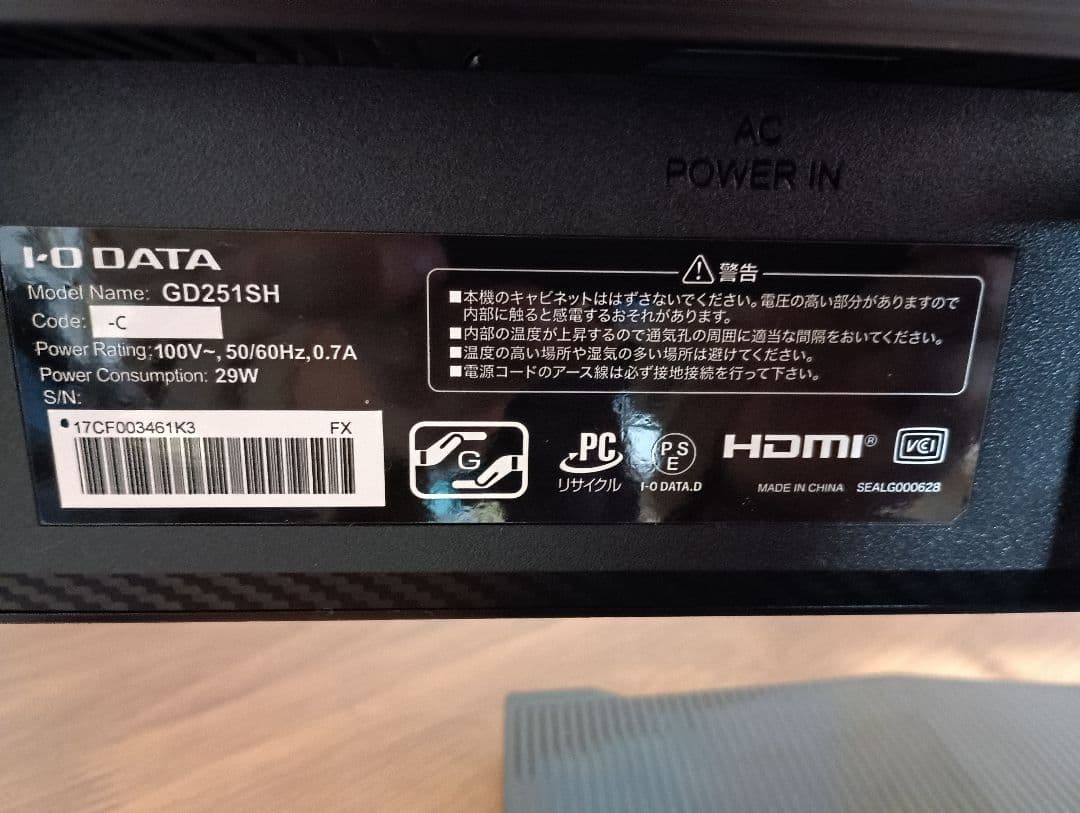 AC
POWER IN
I-O DATA
Model Name: GD251SH
Code: -C
Power Rating:100V~, 50/60Hz,0.7A
Power Consumption: 29W
S/N:
17CF003461K3 FX
警告
■本機のキャビネットははずさないでください。電圧の高い部分がありますので
内部に触ると感電するおそれがあります。
■内部の温度が上昇するので通気孔の周囲に適当な間隔をおいてください。
■温度の高い場所や湿気の多い場所は避けてください。
■電源コードのアース線は必ず接地接続を行って下さい。
G
PC
リサイクル
PS
E
I-O DATA.D
HDMI®
VCCI
MADE IN CHINA SEALG000628